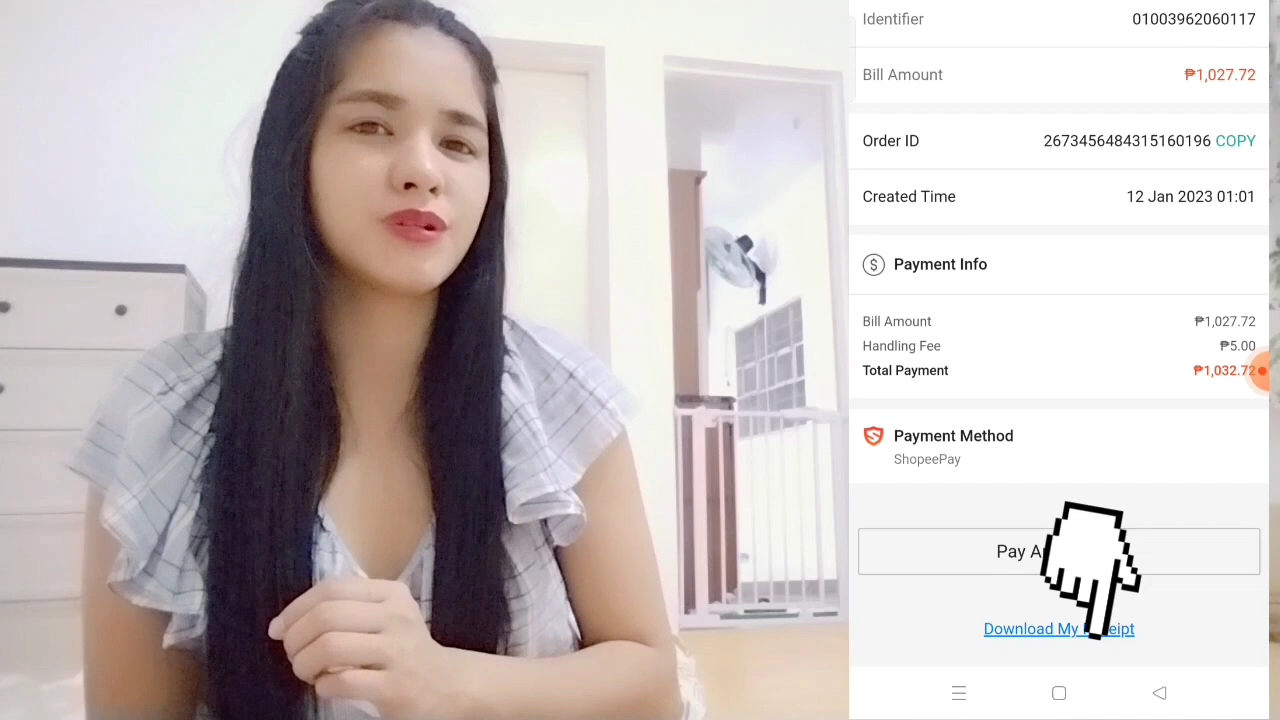 Identifier 01003962060117
Bill Amount ₱1,027.72
Order ID 2673456484315160196 COPY
Created Time 12 Jan 2023 01:01
Payment Info
Bill Amount ₱1,027.72
Handling Fee ₱5.00
Total Payment ₱1,032.72
Payment Method
ShopeePay
Pay
Download My